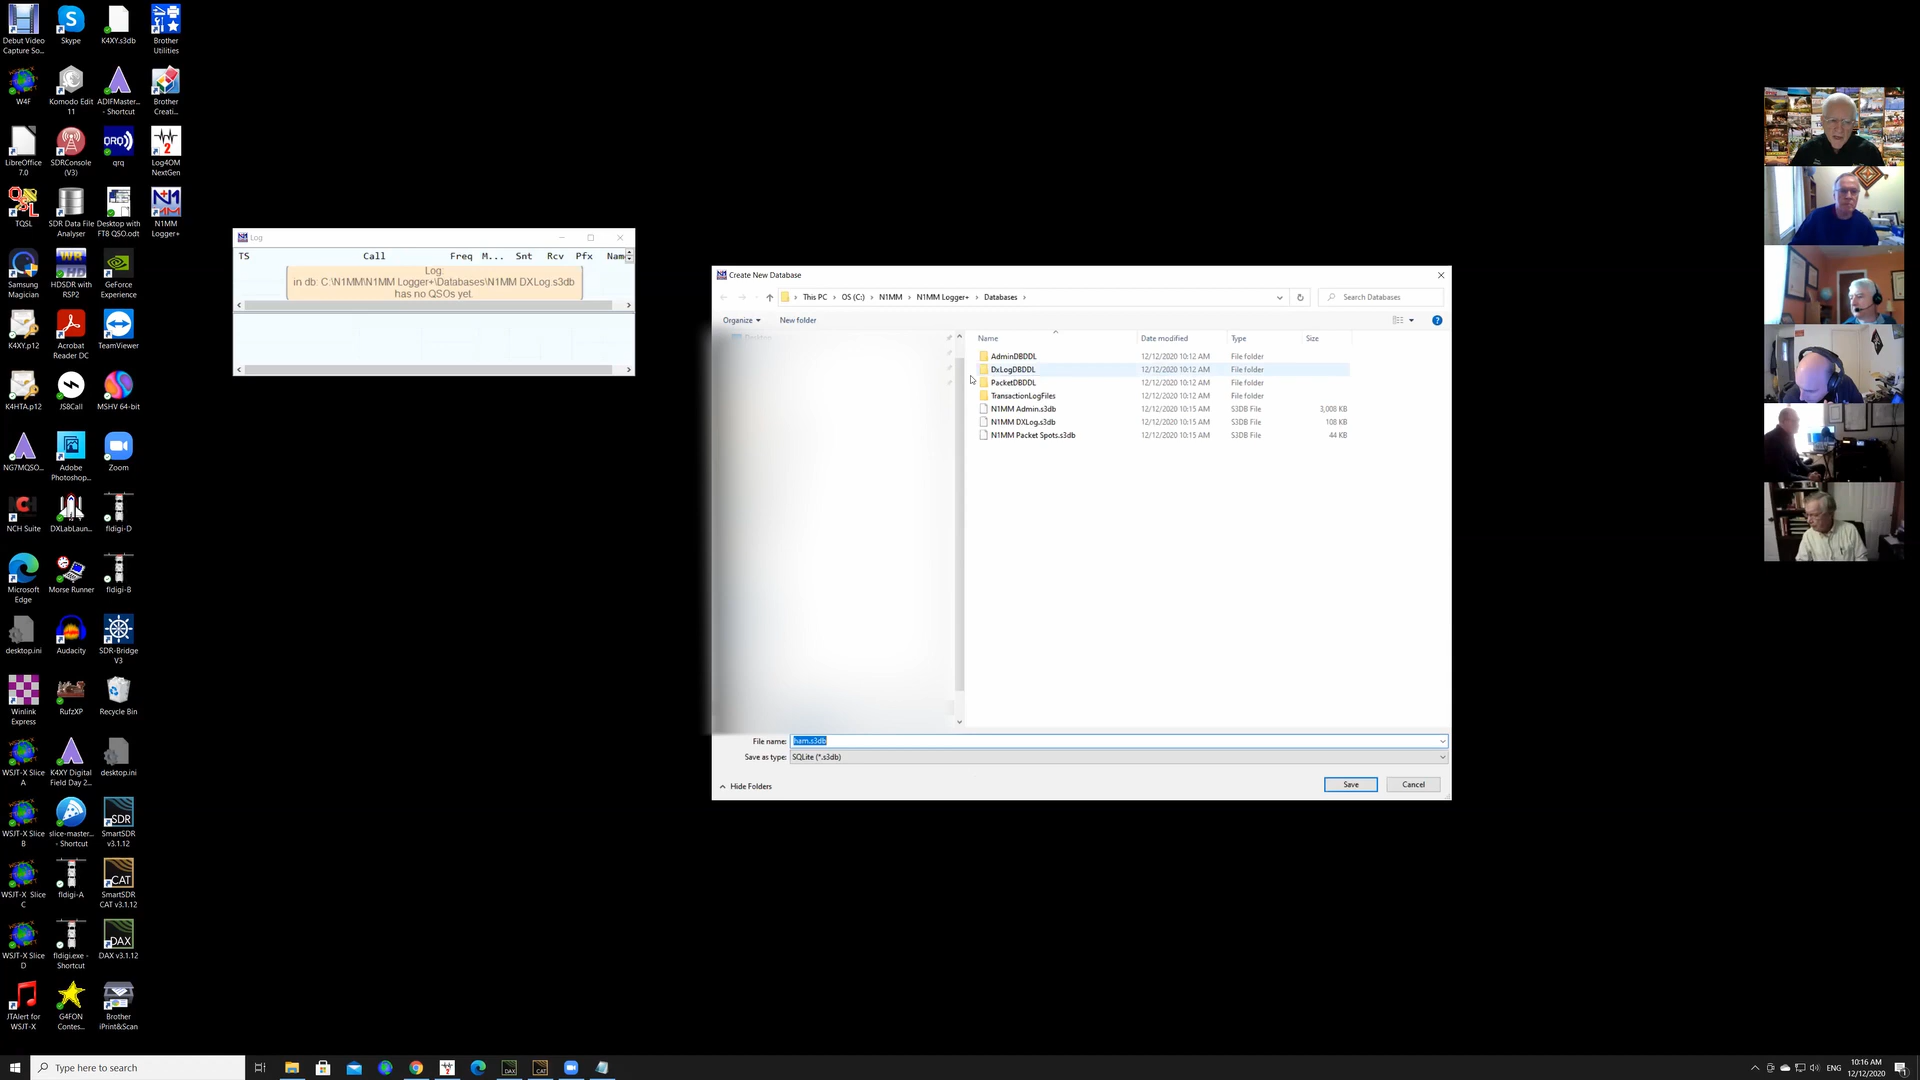 Debut Video
Capture So...
Skype
K4XY.s3db
Brother
Utilities
W4F
Komodo Edit
11
ADIFMaster...
- Shortcut
Brother
Creati...
LibreOffice
7.0
SDRConsole
(V3)
QRQ))
qrq
2
Log4OM
NextGen
TQSL
SDR Data File
Analyser
Desktop with
FT8 QSO.odt
N1
MM
N1MM
Logger+
Samsung
Magician
WR
HD
HDSDR with
RSP2
GeForce
Experience
K4XY.p12
Acrobat
Reader DC
TeamViewer
K4HTA.p12
JS8Call
MSHV 64-bit
NG7MQSO...
Adobe
Photoshop...
Zoom
NCH Suite
DXLabLaun...
fldigi-D
Microsoft
Edge
Morse Runner
fldigi-B
desktop.ini
Audacity
SDR-Bridge
V3
Winlink
Express
RufzXP
Recycle Bin
WSJT-X Slice
A
K4XY Digital
Field Day 2...
desktop.ini
WSJT-X Slice
B
slice-master...
- Shortcut
SDR
SmartSDR
v3.1.12
WSJT-X Slice
C
fldigi-A
CAT
SmartSDR
CAT v3.1.12
WSJT-X Slice
D
fldigi.exe -
Shortcut
DAX
DAX v3.1.12
JTAlert for
WSJT-X
G4FON
Contes...
Brother
iPrint&Scan
Log
TS Call Freq M... Snt Rcv Pfx Name
Log:
in db: C:\N1MM\N1MM Logger+\Databases\N1MM DXLog.s3db
has no QSOs yet.
Create New Database
This PC > OS (C:) > N1MM > N1MM Logger+ > Databases >
Search Databases
Organize
New folder
Desktop
Name Date modified Type Size
AdminDBDDL 12/12/2020 10:12 AM File folder
DxLogDBDDL 12/12/2020 10:12 AM File folder
PacketDBDDL 12/12/2020 10:12 AM File folder
TransactionLogFiles 12/12/2020 10:12 AM File folder
N1MM Admin.s3db 12/12/2020 10:15 AM S3DB File 3,008 KB
N1MM DXLog.s3db 12/12/2020 10:15 AM S3DB File 108 KB
N1MM Packet Spots.s3db 12/12/2020 10:15 AM S3DB File 44 KB
File name: ham.s3db
Save as type: SQLite (*.s3db)
Hide Folders
Save
Cancel
Type here to search
DAX
CAT
ENG
10:16 AM
12/12/2020